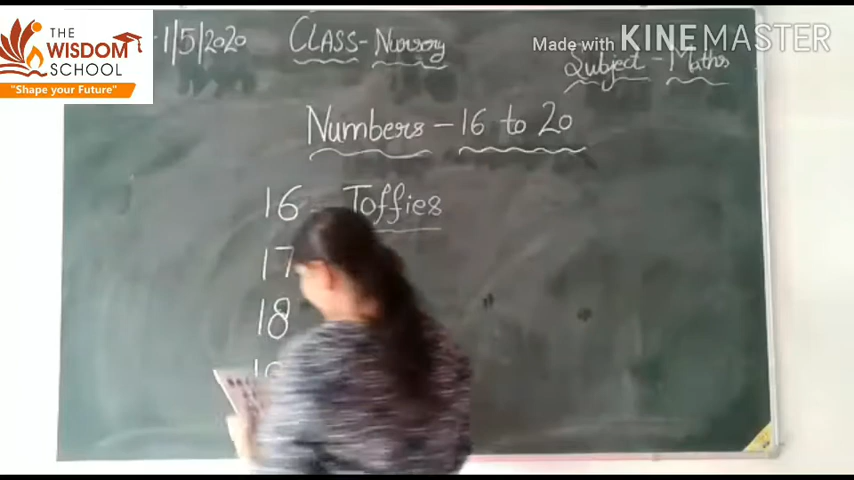 THE
WISDOM
SCHOOL
"Shape your Future"
1/5/2020
CLASS - Nursery
Made with KINEMASTER
Subject - Maths
Numbers - 16 to 20
16 - Toffies
17
18